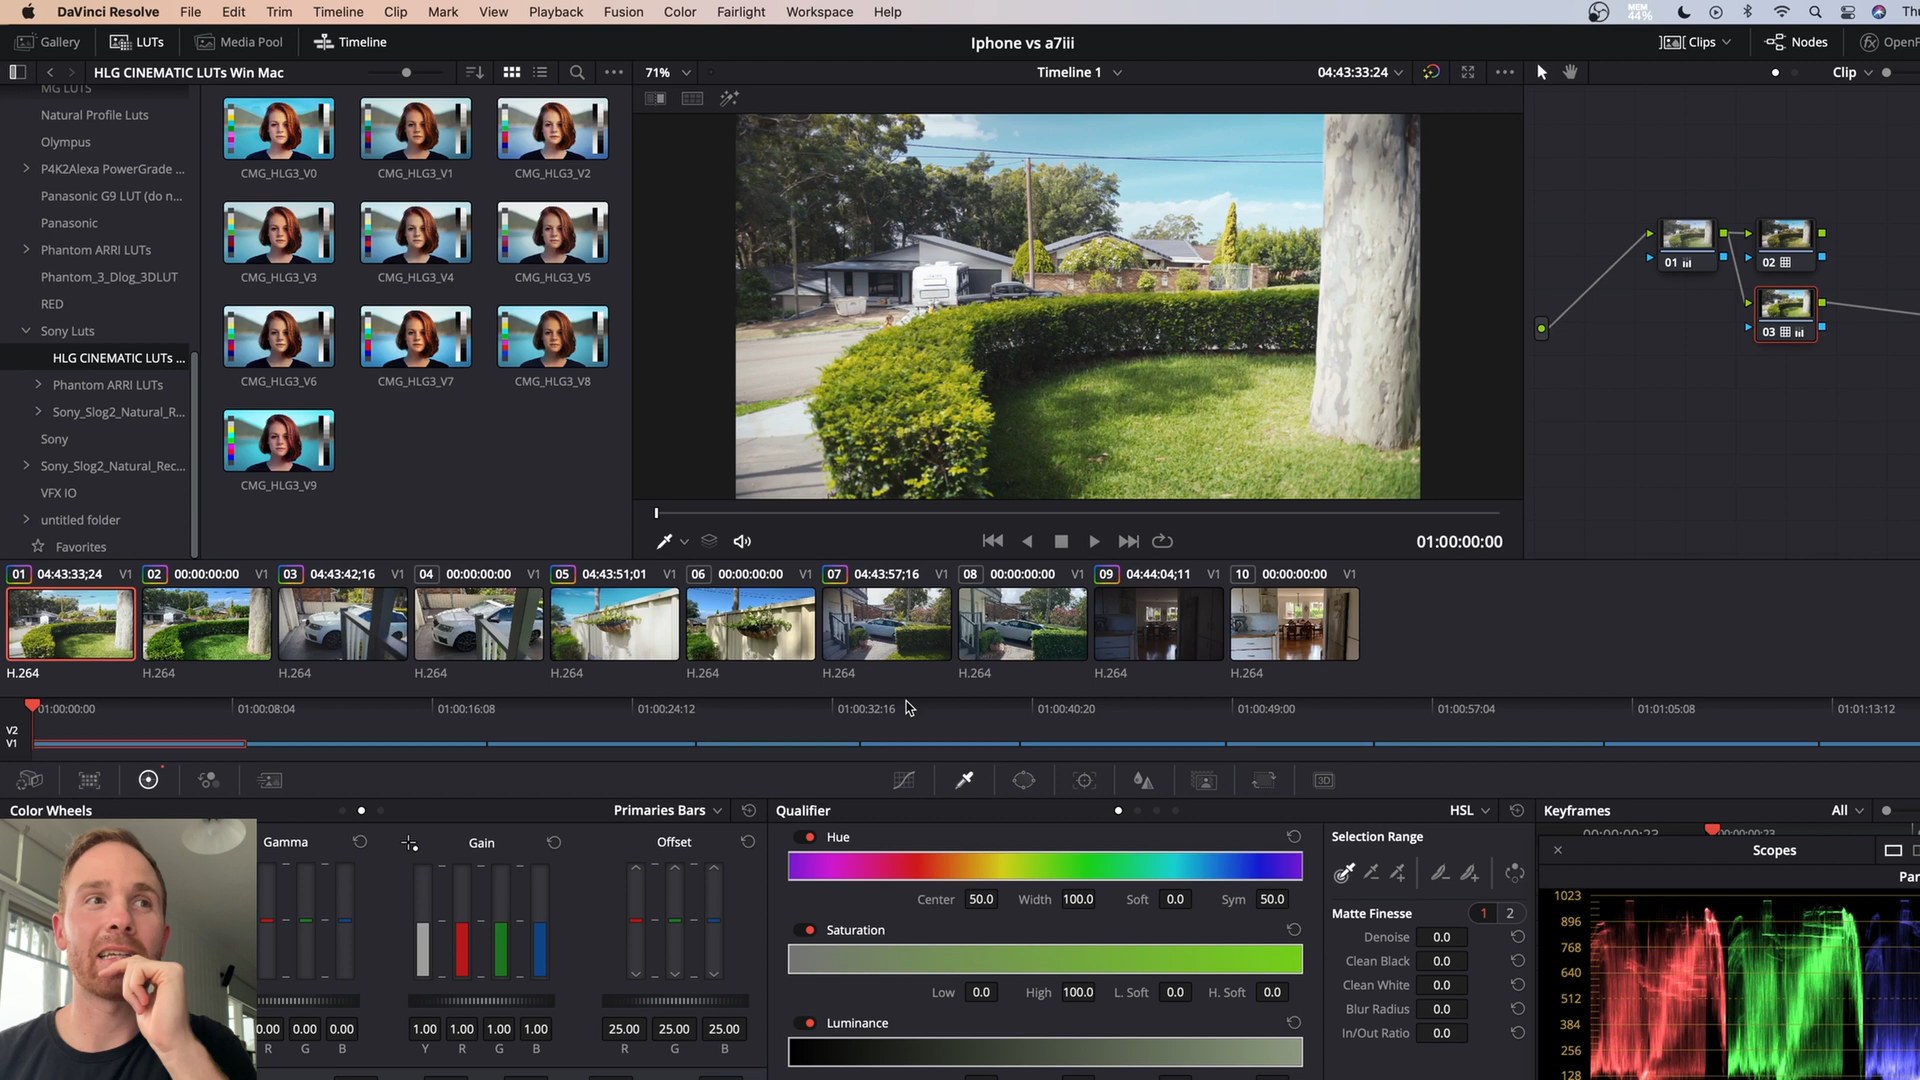 DaVinci Resolve File Edit Trim Timeline Clip Mark View Playback Fusion Color Fairlight Workspace Help MEM 44% Thu
Gallery LUTs Media Pool Timeline Iphone vs a7iii Clips Nodes OpenF
HLG CINEMATIC LUTs Win Mac 71% Timeline 1 04:43:33:24 Clip
MG LUTS
Natural Profile Luts
Olympus
P4K2Alexa PowerGrade ...
Panasonic G9 LUT (do n...
Panasonic
Phantom ARRI LUTs
Phantom_3_Dlog_3DLUT
RED
Sony Luts
HLG CINEMATIC LUTs ...
Phantom ARRI LUTs
Sony_Slog2_Natural_R...
Sony
Sony_Slog2_Natural_Rec...
VFX IO
untitled folder
Favorites
CMG_HLG3_V0 CMG_HLG3_V1 CMG_HLG3_V2
CMG_HLG3_V3 CMG_HLG3_V4 CMG_HLG3_V5
CMG_HLG3_V6 CMG_HLG3_V7 CMG_HLG3_V8
CMG_HLG3_V9
01 02
03
01:00:00:00
01 04:43:33;24 V1 02 00:00:00:00 V1 03 04:43:42;16 V1 04 00:00:00:00 V1 05 04:43:51;01 V1 06 00:00:00:00 V1 07 04:43:57;16 V1 08 00:00:00:00 V1 09 04:44:04;11 V1 10 00:00:00:00 V1
H.264 H.264 H.264 H.264 H.264 H.264 H.264 H.264 H.264 H.264
01:00:00:00 01:00:08:04 01:00:16:08 01:00:24:12 01:00:32:16 01:00:40:20 01:00:49:00 01:00:57:04 01:01:05:08 01:01:13:12
V2
V1
3D
Color Wheels Primaries Bars Qualifier HSL Keyframes All
Gamma Gain Offset
0.00 0.00 0.00 1.00 1.00 1.00 1.00 25.00 25.00 25.00
R G B Y R G B R G B
Hue
Center 50.0 Width 100.0 Soft 0.0 Sym 50.0
Saturation
Low 0.0 High 100.0 L. Soft 0.0 H. Soft 0.0
Luminance
Selection Range
Matte Finesse 1 2
Denoise 0.0
Clean Black 0.0
Clean White 0.0
Blur Radius 0.0
In/Out Ratio 0.0
00:00:00:23
Scopes
Par
1023
896
768
640
512
384
256
128